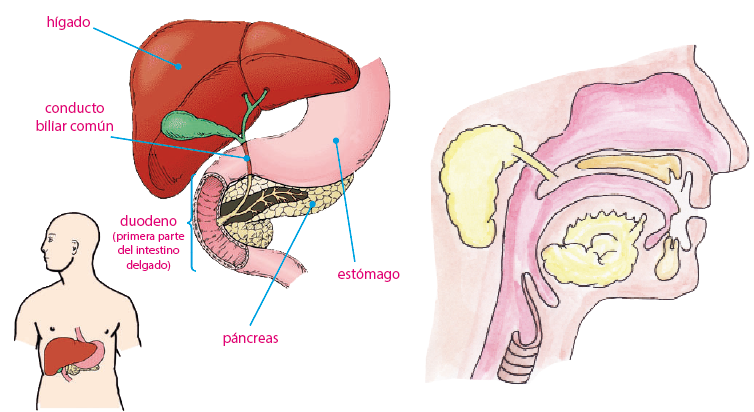 hígado
conducto
biliar común
duodeno
(primera parte
del intestino
delgado)
estómago
páncreas